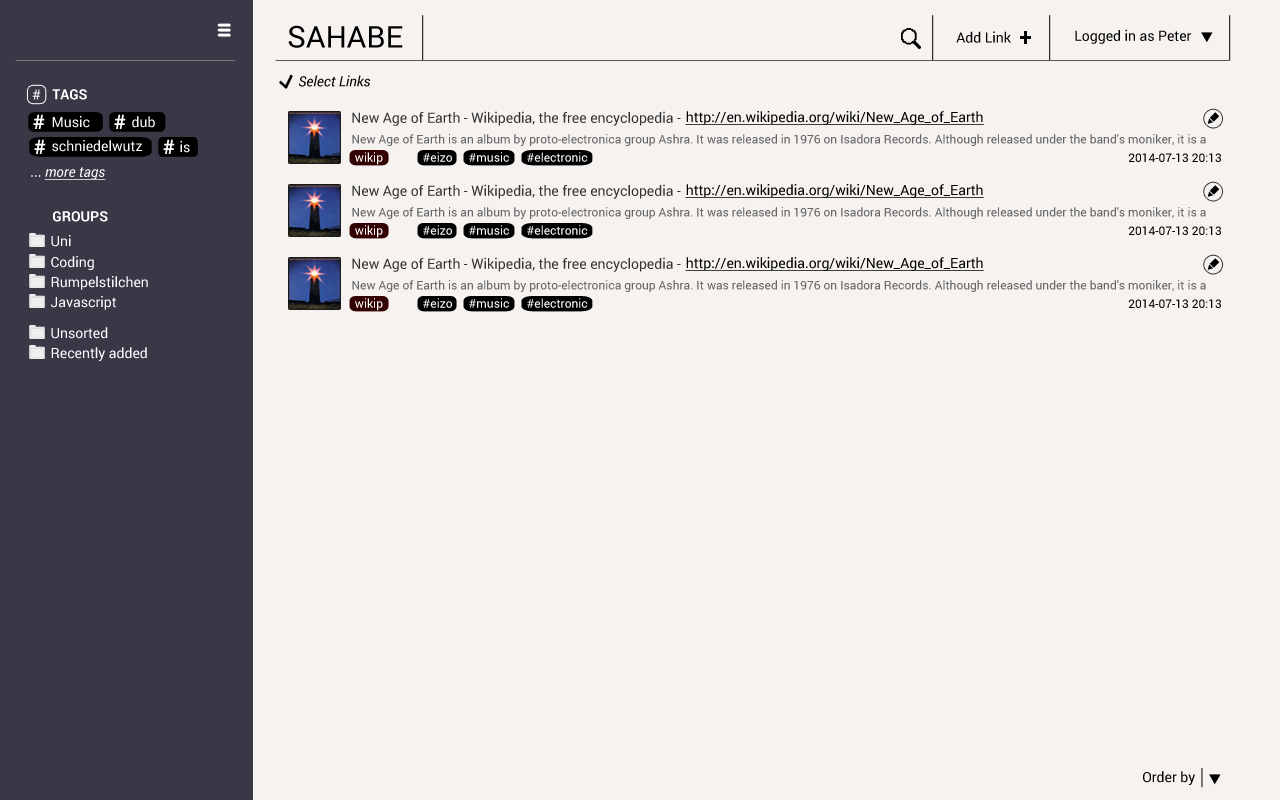 SAHABE
Add Link
Logged in as Peter
# TAGS
# Music # dub
# schniedelwutz # is
... more tags
GROUPS
Uni
Coding
Rumpelstilchen
Javascript
Unsorted
Recently added
Select Links
New Age of Earth - Wikipedia, the free encyclopedia - http://en.wikipedia.org/wiki/New_Age_of_Earth
New Age of Earth is an album by proto-electronica group Ashra. It was released in 1976 on Isadora Records. Although released under the band's moniker, it is a
wikip #eizo #music #electronic 2014-07-13 20:13
New Age of Earth - Wikipedia, the free encyclopedia - http://en.wikipedia.org/wiki/New_Age_of_Earth
New Age of Earth is an album by proto-electronica group Ashra. It was released in 1976 on Isadora Records. Although released under the band's moniker, it is a
wikip #eizo #music #electronic 2014-07-13 20:13
New Age of Earth - Wikipedia, the free encyclopedia - http://en.wikipedia.org/wiki/New_Age_of_Earth
New Age of Earth is an album by proto-electronica group Ashra. It was released in 1976 on Isadora Records. Although released under the band's moniker, it is a
wikip #eizo #music #electronic 2014-07-13 20:13
Order by